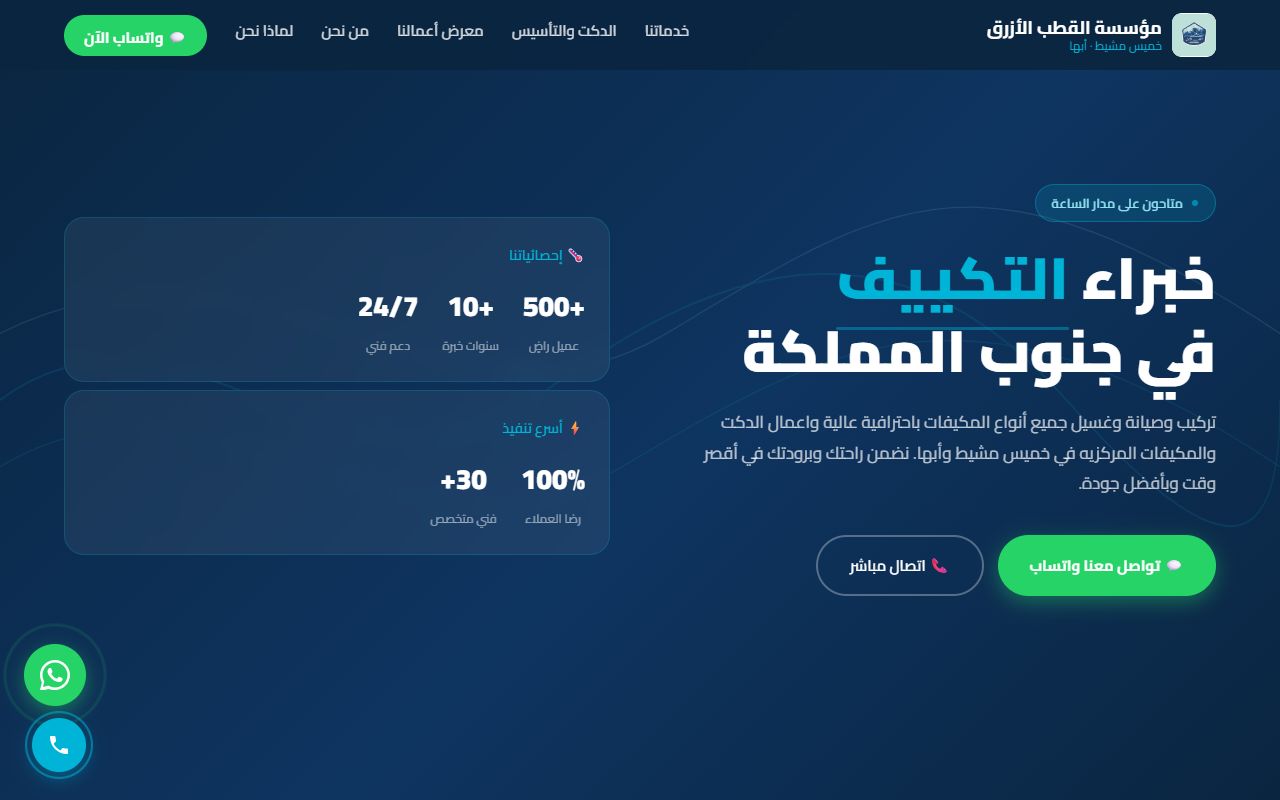 مؤسسة القطب الأزرق
خميس مشيط · أبها
خدماتنا
الدكت والتأسيس
معرض أعمالنا
من نحن
لماذا نحن
واتساب الآن
متاحون على مدار الساعة
خبراء التكييف
في جنوب المملكة
تركيب وصيانة وغسيل جميع أنواع المكيفات باحترافية عالية واعمال الدكت
والمكيفات المركزيه في خميس مشيط وأبها. نضمن راحتك وبرودتك في أقصر
وقت وبأفضل جودة.
تواصل معنا واتساب
اتصال مباشر
إحصائياتنا
500+ 10+ 24/7
عميل راضٍ سنوات خبرة دعم فني
أسرع تنفيذ
100% 30+
رضا العملاء فني متخصص